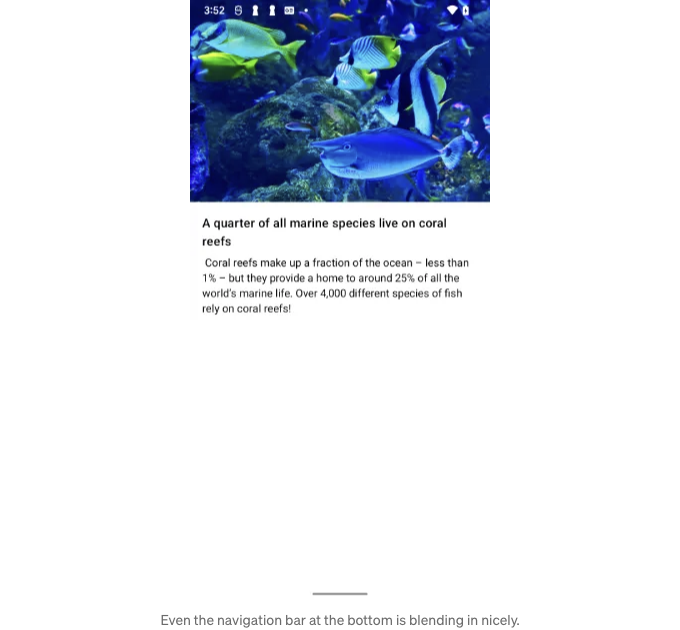 3:52
A quarter of all marine species live on coral
reefs
Coral reefs make up a fraction of the ocean – less than
1% – but they provide a home to around 25% of all the
world's marine life. Over 4,000 different species of fish
rely on coral reefs!
Even the navigation bar at the bottom is blending in nicely.